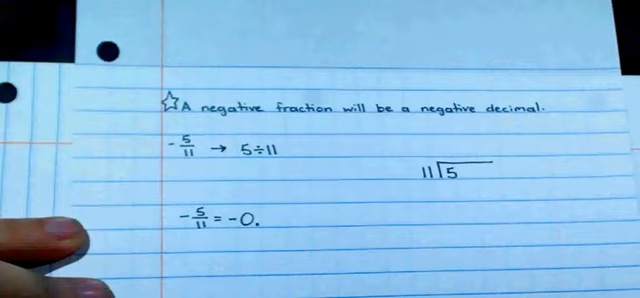 ☆A negative fraction will be a negative decimal.
-5/11 → 5÷11
11⟌5
-5/11 = -0.